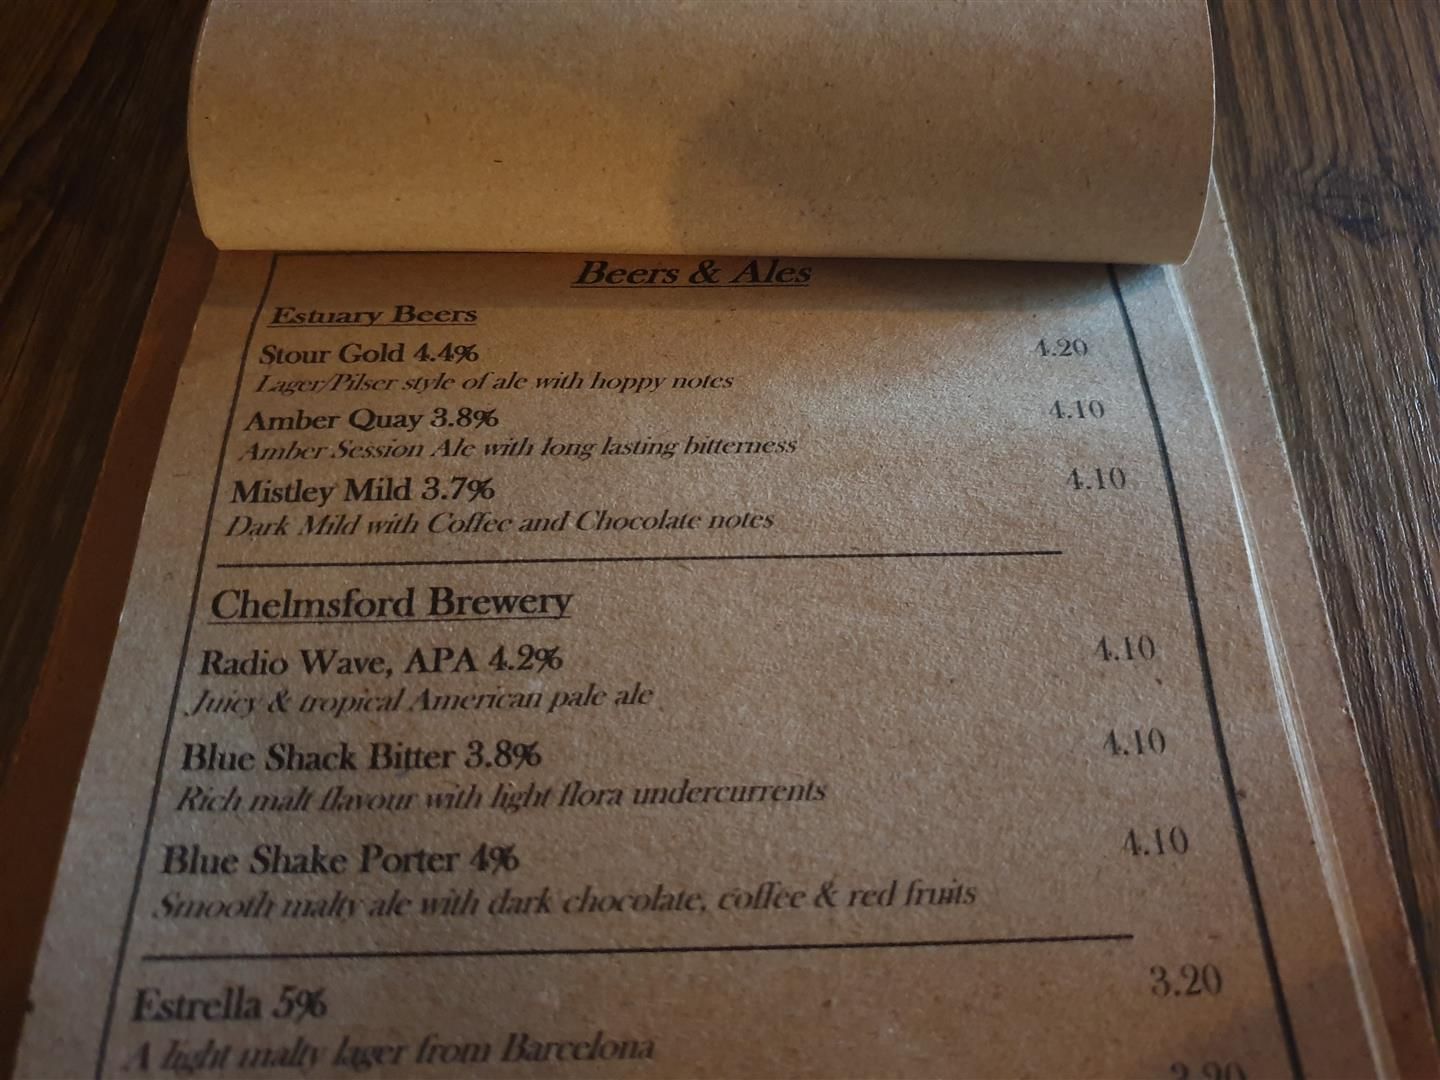 Beers & Ales
Estuary Beers
Stour Gold 4.4% 4.20
Lager/Pilser style of ale with hoppy notes
Amber Quay 3.8% 4.10
Amber Session Ale with long lasting bitterness
Mistley Mild 3.7% 4.10
Dark Mild with Coffee and Chocolate notes
Chelmsford Brewery
Radio Wave, APA 4.2% 4.10
Juicy & tropical American pale ale
Blue Shack Bitter 3.8% 4.10
Rich malt flavour with light flora undercurrents
Blue Shake Porter 4% 4.10
Smooth malty ale with dark chocolate, coffee & red fruits
Estrella 5% 3.20
A light malty lager from Barcelona